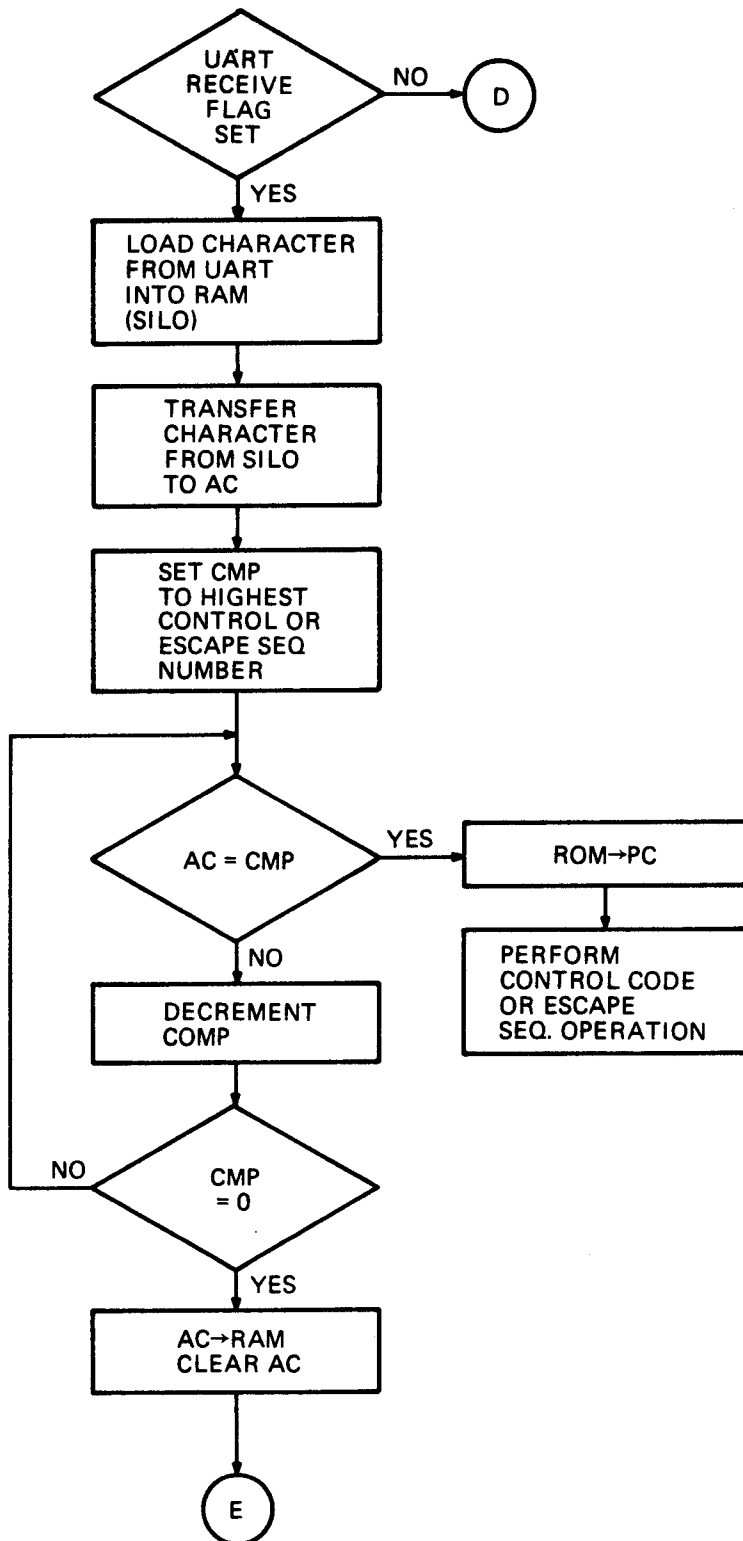 UART
RECEIVE
FLAG
SET
NO
D
YES
LOAD CHARACTER
FROM UART
INTO RAM
(SILO)
TRANSFER
CHARACTER
FROM SILO
TO AC
SET CMP
TO HIGHEST
CONTROL OR
ESCAPE SEQ
NUMBER
AC = CMP
YES
ROM→PC
PERFORM
CONTROL CODE
OR ESCAPE
SEQ. OPERATION
NO
DECREMENT
COMP
NO
CMP
= 0
YES
AC→RAM
CLEAR AC
E